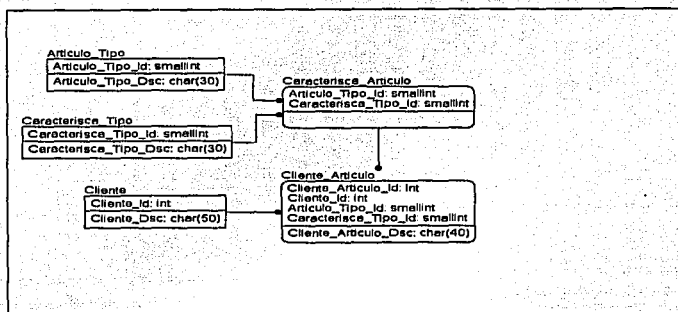 Articulo_Tipo
Articulo_Tipo_Id: smallint
Articulo_Tipo_Dsc: char(30)
Caracterisca_Articulo
Articulo_Tipo_Id: smallint
Caracterisca_Tipo_Id: smallint
Caracterisca_Tipo
Caracterisca_Tipo_Id: smallint
Caracterisca_Tipo_Dsc: char(30)
Cliente_Articulo
Cliente_Articulo_Id: int
Cliente_Id: int
Articulo_Tipo_Id: smallint
Caracterisca_Tipo_Id: smallint
Cliente_Articulo_Dsc: char(40)
Cliente
Cliente_Id: int
Cliente_Dsc: char(50)